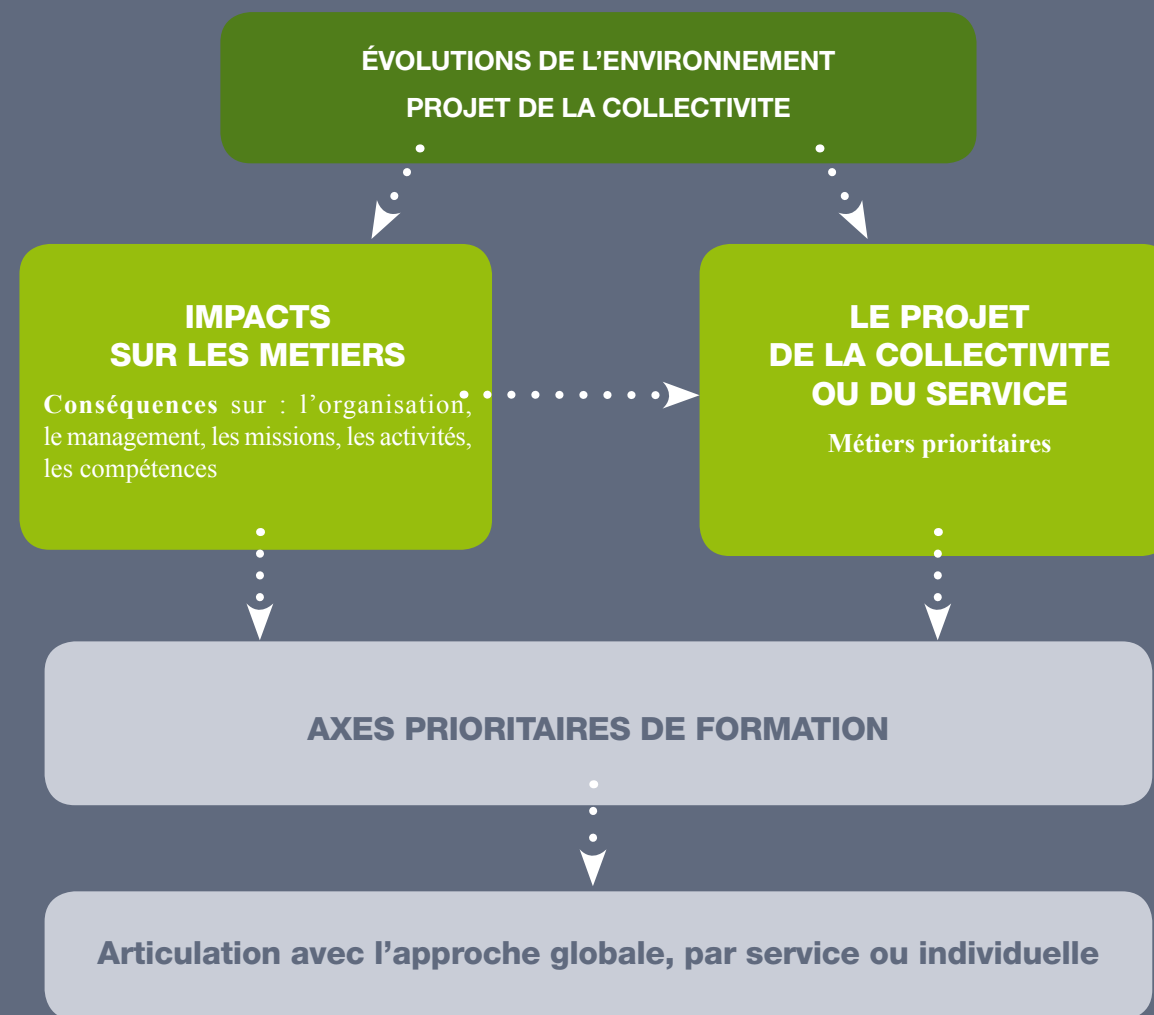 ÉVOLUTIONS DE L’ENVIRONNEMENT
PROJET DE LA COLLECTIVITE
IMPACTS
SUR LES METIERS
Conséquences sur : l’organisation,
le management, les missions, les activités,
les compétences
LE PROJET
DE LA COLLECTIVITE
OU DU SERVICE
Métiers prioritaires
AXES PRIORITAIRES DE FORMATION
Articulation avec l’approche globale, par service ou individuelle